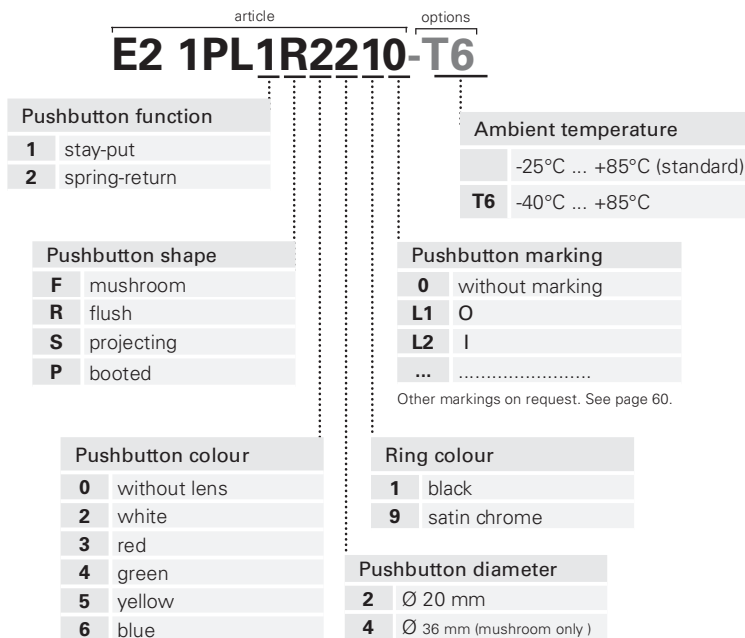 article options
E2 1PL1R2210-T6
Pushbutton function
1 stay-put
2 spring-return
Ambient temperature
-25°C ... +85°C (standard)
T6 -40°C ... +85°C
Pushbutton shape
F mushroom
R flush
S projecting
P booted
Pushbutton marking
0 without marking
L1 O
L2 I
... ........................
Other markings on request. See page 60.
Pushbutton colour
0 without lens
2 white
3 red
4 green
5 yellow
6 blue
Ring colour
1 black
9 satin chrome
Pushbutton diameter
2 Ø 20 mm
4 Ø 36 mm (mushroom only )